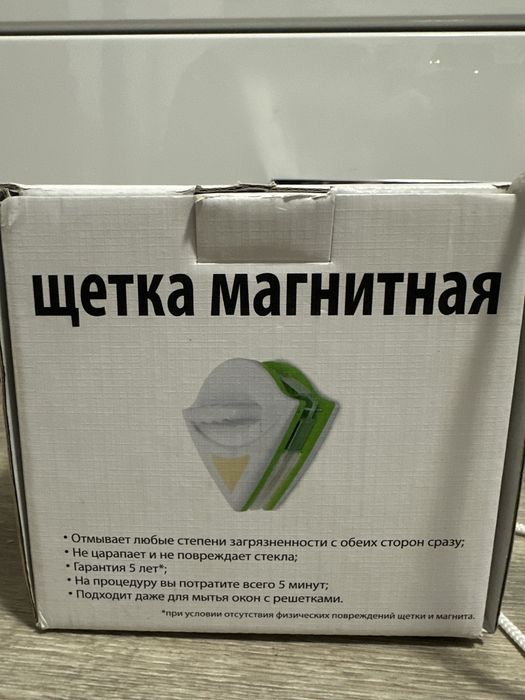 щетка магнитная
• Отмывает любые степени загрязненности с обеих сторон сразу;
• Не царапает и не повреждает стекла;
• Гарантия 5 лет*;
• На процедуру вы потратите всего 5 минут;
• Подходит даже для мытья окон с решетками.
*при условии отсутствия физических повреждений щетки и магнита.